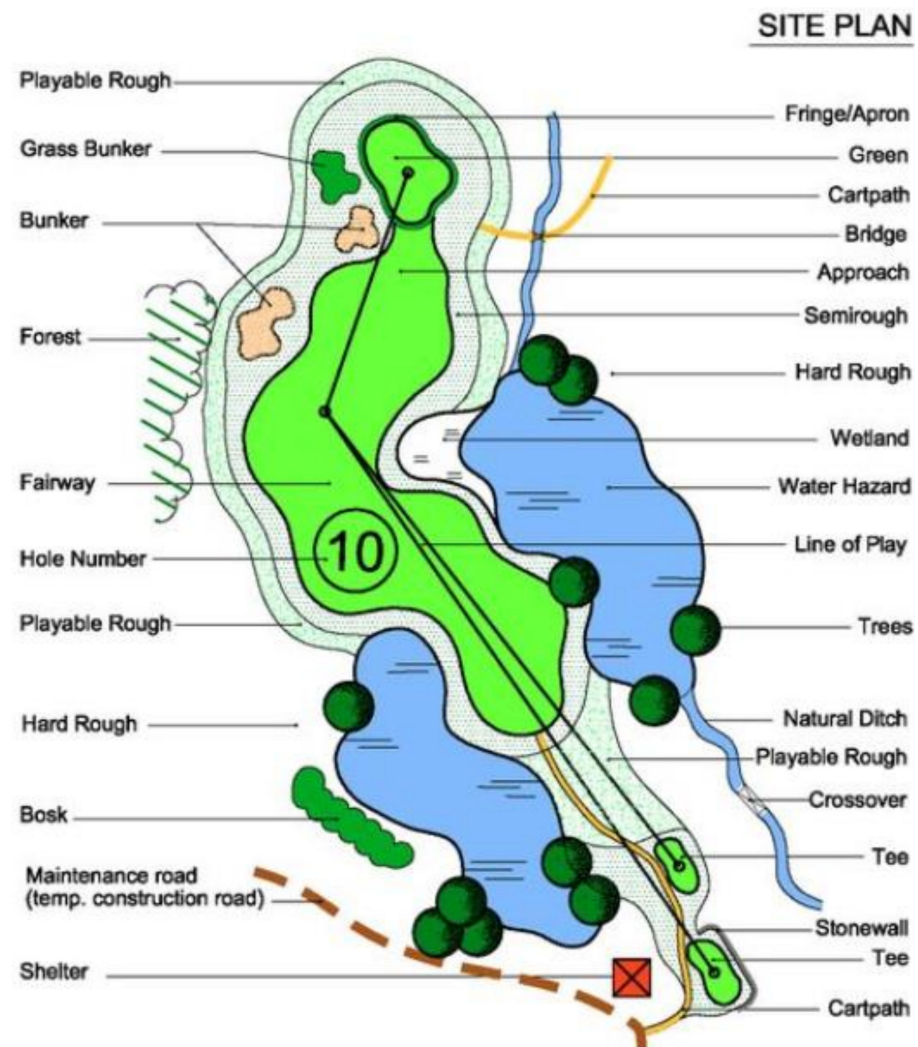 SITE PLAN
Playable Rough
Grass Bunker
Bunker
Forest
Fairway
Hole Number
Playable Rough
Hard Rough
Bosk
Maintenance road
(temp. construction road)
Shelter
10
Fringe/Apron
Green
Cartpath
Bridge
Approach
Semirough
Hard Rough
Wetland
Water Hazard
Line of Play
Trees
Natural Ditch
Playable Rough
Crossover
Tee
Stonewall
Tee
Cartpath